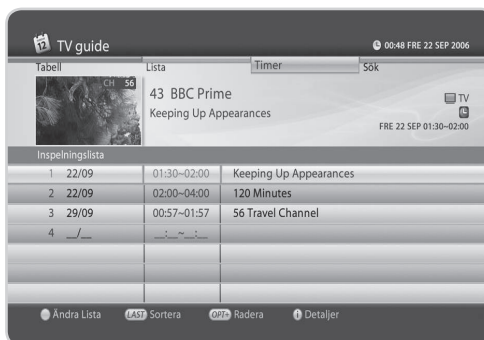 12 TV guide 00:48 FRE 22 SEP 2006
Tabell Lista Timer Sök
CH 56
43 BBC Prime
TV
Keeping Up Appearances
FRE 22 SEP 01:30~02:00
Inspelningslista
1 22/09 01:30~02:00 Keeping Up Appearances
2 22/09 02:00~04:00 120 Minutes
3 29/09 00:57~01:57 56 Travel Channel
4 __/__ __:__~__:__
Ändra Lista LAST Sortera OPT+ Radera i Detaljer